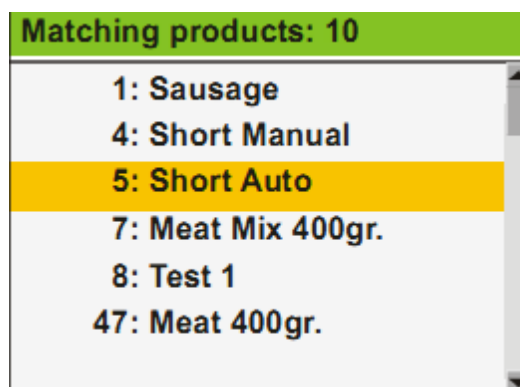 Matching products: 10
1: Sausage
4: Short Manual
5: Short Auto
7: Meat Mix 400gr.
8: Test 1
47: Meat 400gr.